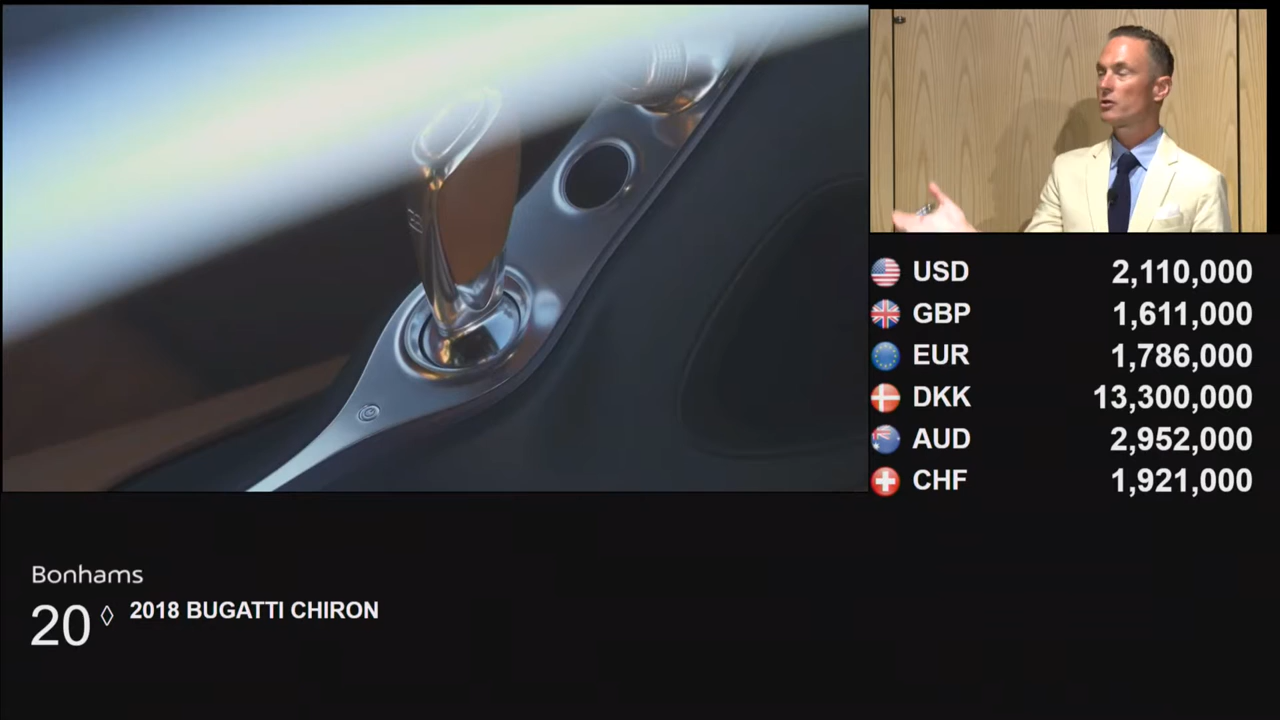 USD 2,110,000
GBP 1,611,000
EUR 1,786,000
DKK 13,300,000
AUD 2,952,000
CHF 1,921,000
Bonhams
20 ◊ 2018 BUGATTI CHIRON